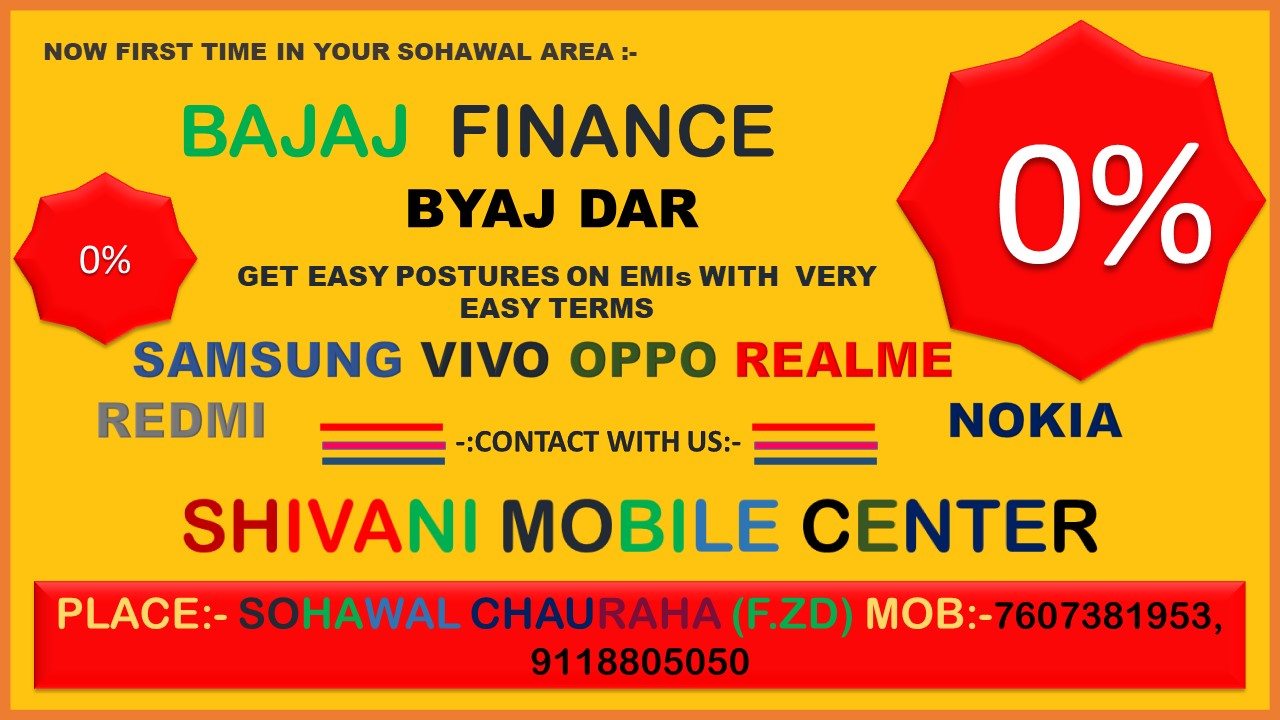 NOW FIRST TIME IN YOUR SOHAWAL AREA :-
BAJAJ FINANCE
0%
BYAJ DAR
0%
GET EASY POSTURES ON EMIs WITH VERY
EASY TERMS
SAMSUNG VIVO OPPO REALME
REDMI
NOKIA
-:CONTACT WITH US:-
SHIVANI MOBILE CENTER
PLACE:- SOHAWAL CHAURAHA (F.ZD) MOB:-7607381953,
9118805050